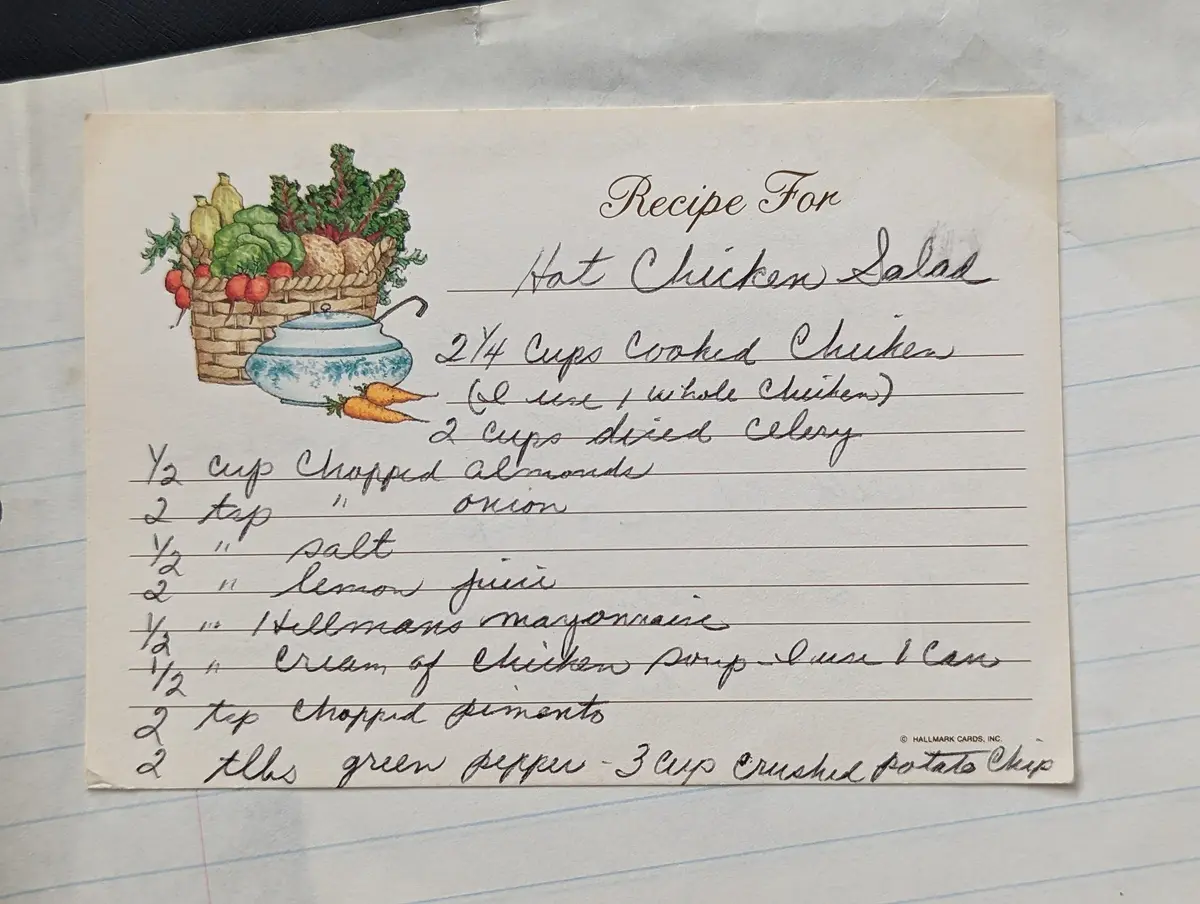 Recipe For
Hot Chicken Salad
2 1/4 cups cooked Chicken
(I use 1 whole chicken)
2 cups diced celery
1/2 cup chopped almonds
2 tsp " onion
1/2 " salt
2 " lemon juice
1/2 " Hellmans mayonnaise
1/2 " cream of chicken soup - I use 1 can
2 tsp chopped pimento
© HALLMARK CARDS, INC.
2 tlbs green pepper - 3 cup crushed potato chip